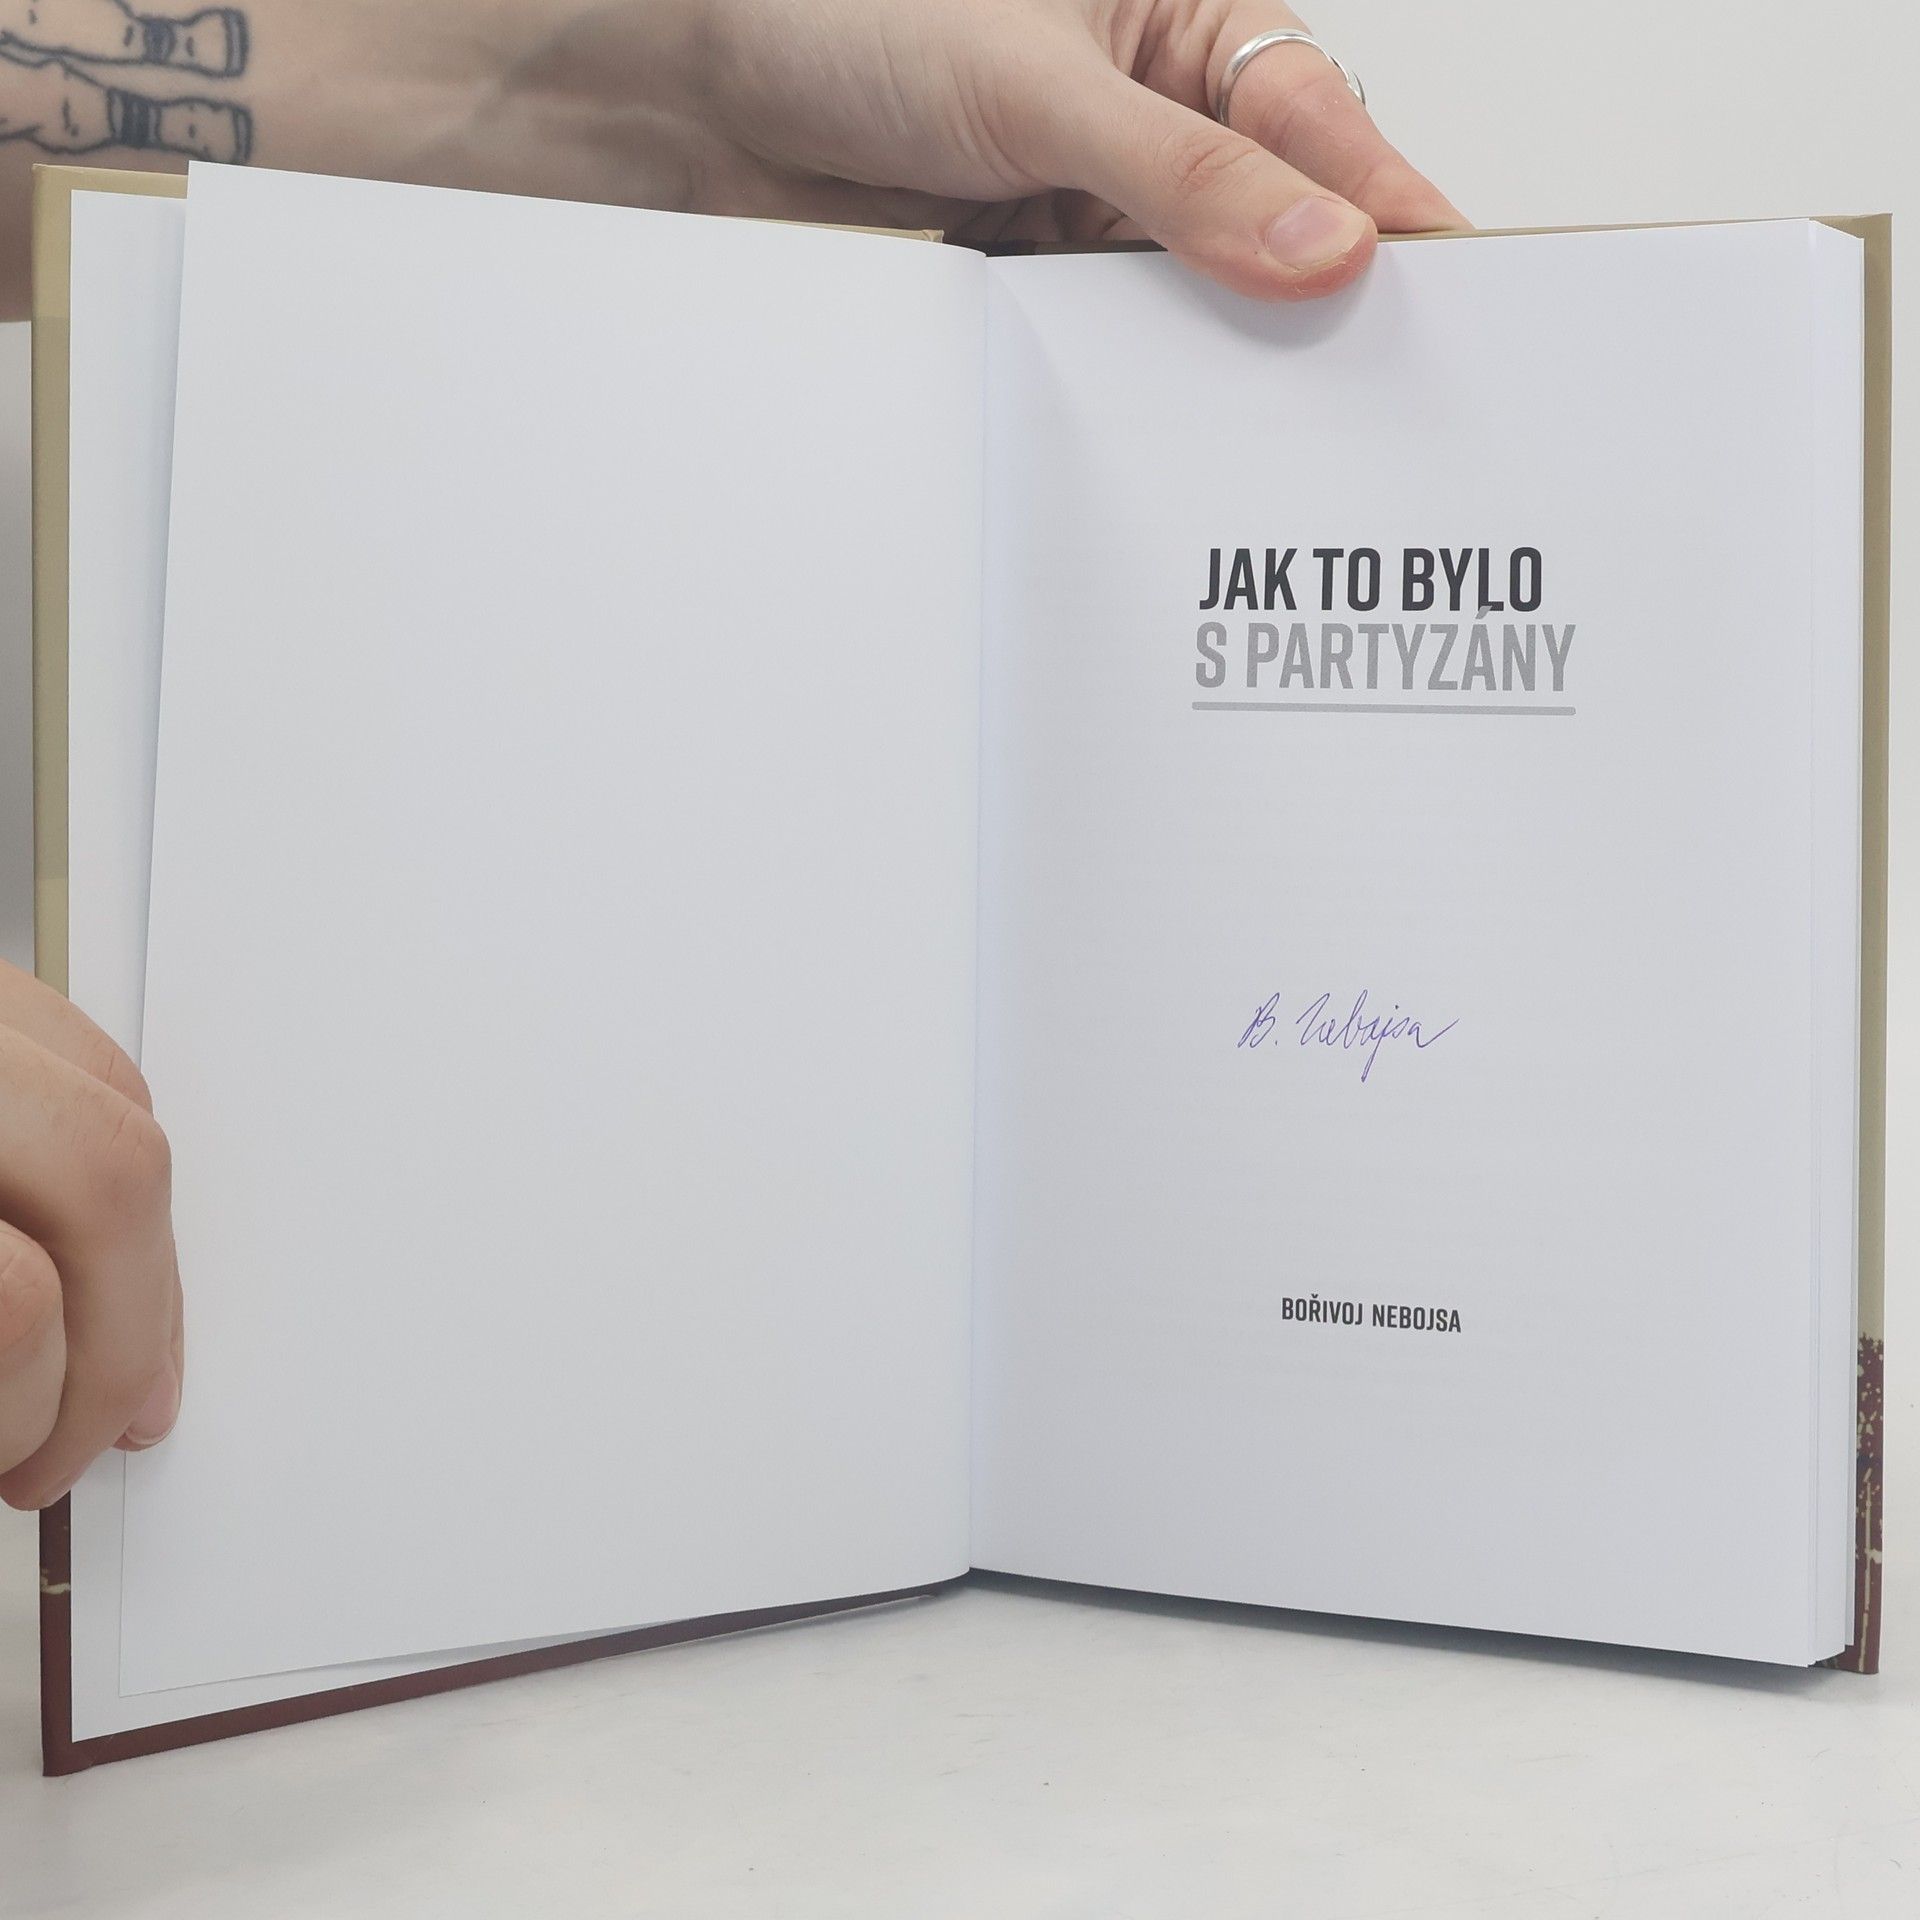 JAK TO BYLO
S PARTYZÁNY
B. Nebojsa
BOŘIVOJ NEBOJSA